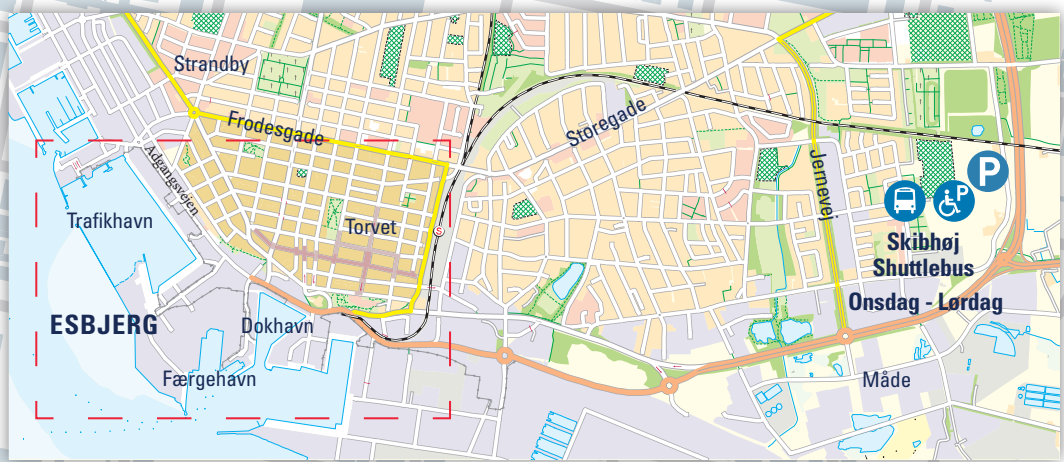 Strandby
Frodesgade
Storegade
Adgangsvejen
Jernevej
P
P
Trafikhavn
Torvet
S
Skibhøj
Shuttlebus
Onsdag - Lørdag
ESBJERG
Dokhavn
Færgehavn
Måde